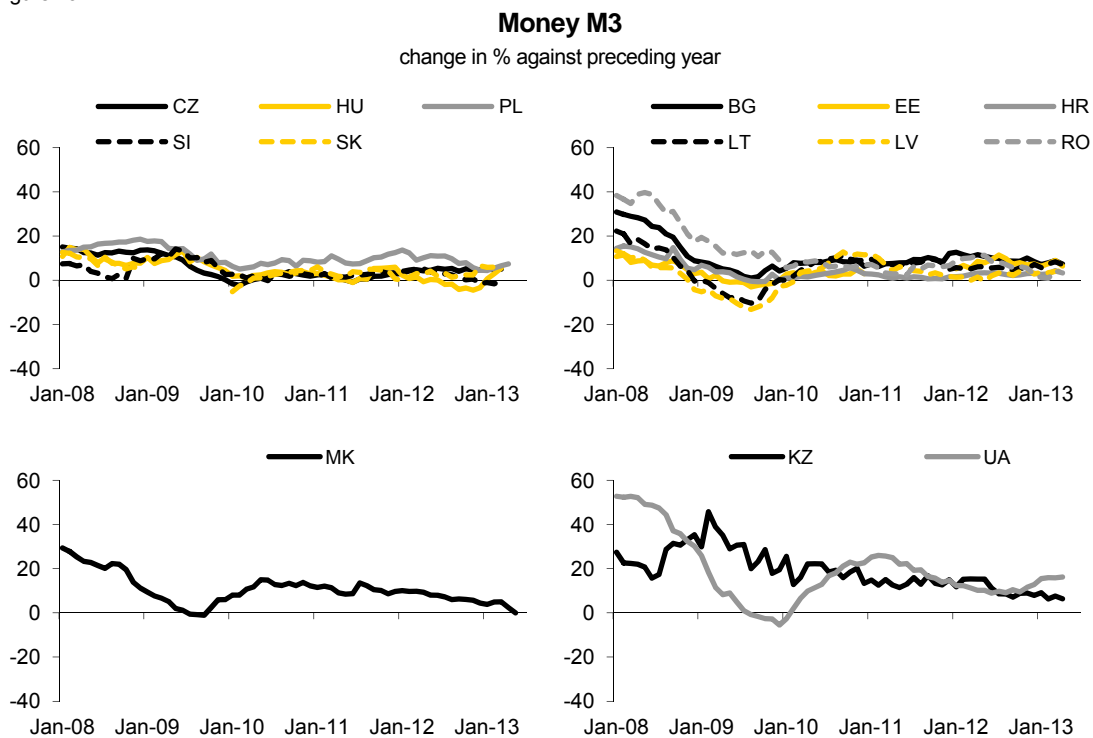 Money M3
change in % against preceding year
CZ HU PL
SI SK
60
40
20
0
-20
-40
Jan-08 Jan-09 Jan-10 Jan-11 Jan-12 Jan-13
BG EE HR
LT LV RO
60
40
20
0
-20
-40
Jan-08 Jan-09 Jan-10 Jan-11 Jan-12 Jan-13
MK
60
40
20
0
-20
-40
Jan-08 Jan-09 Jan-10 Jan-11 Jan-12 Jan-13
KZ UA
60
40
20
0
-20
-40
Jan-08 Jan-09 Jan-10 Jan-11 Jan-12 Jan-13